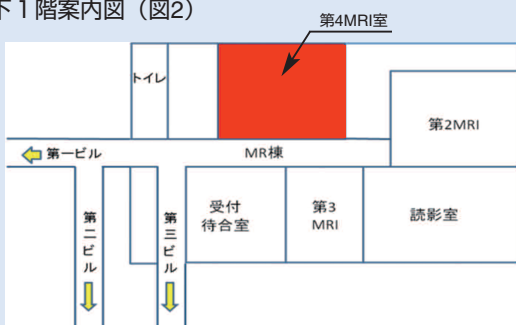 下1階案内図（図2）
第4MRI室
トイレ
第2MRI
第一ビル
MR棟
第二ビル
第三ビル
受付
待合室
第3
MRI
読影室